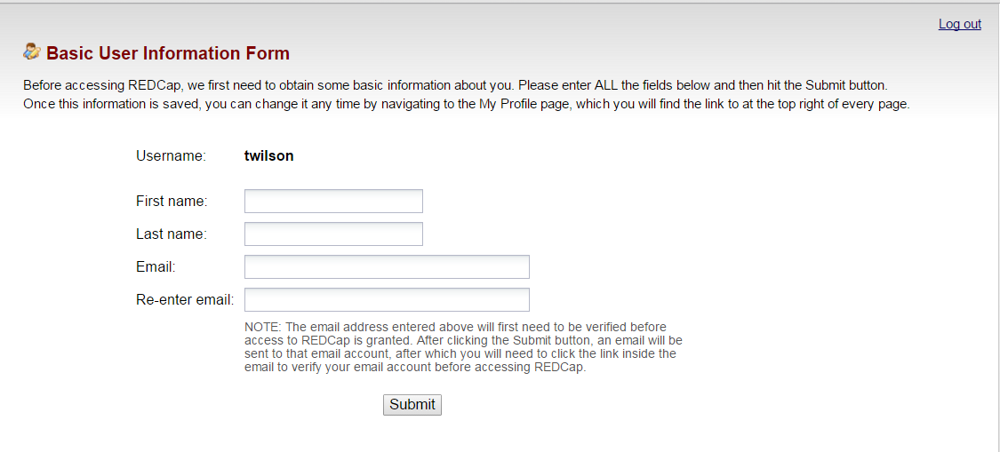 Log out
Basic User Information Form
Before accessing REDCap, we first need to obtain some basic information about you. Please enter ALL the fields below and then hit the Submit button.
Once this information is saved, you can change it any time by navigating to the My Profile page, which you will find the link to at the top right of every page.
Username: twilson
First name:
Last name:
Email:
Re-enter email:
NOTE: The email address entered above will first need to be verified before
access to REDCap is granted. After clicking the Submit button, an email will be
sent to that email account, after which you will need to click the link inside the
email to verify your email account before accessing REDCap.
Submit